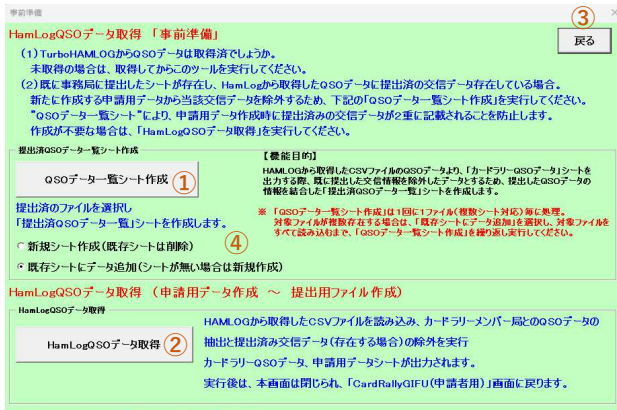 事前準備
③
HamLogQSOデータ取得 「事前準備」
戻る
(1)TurboHAMLOGからQSOデータは取得済でしょうか。
未取得の場合は、取得してからこのツールを実行してください。
(2)既に事務局に提出したシートが存在し、HamLogから取得したQSOデータに提出済の交信データ存在している場合。
新たに作成する申請用データから当該交信データを除外するため、下記の「QSOデータ一覧シート作成」を実行してください。
"QSOデータ一覧シート"により、申請用データ作成時に提出済みの交信データが2重に記載されることを防止します。
作成が不要な場合は、「HamLogQSOデータ取得」を実行してください。
提出済QSOデータ一覧シート作成
QSOデータ一覧シート作成 ①
【機能目的】
HAMLOGから取得したCSVファイルのQSOデータより、「カードラリーQSOデータ」シートを
出力する際、既に提出した交信情報を除外したデータとするため、提出したQSOデータの
情報を結合した「提出済QSOデータ一覧」シートを作成します。
提出済のファイルを選択し
「提出済QSOデータ一覧」シートを作成します。
※ 「QSOデータ一覧シート作成」は1回に1ファイル(複数シート対応)毎に処理。
対象ファイルが複数存在する場合は、「既存シートにデータ追加」を選択し、対象ファイルを
すべて読み込むまで、「QSOデータ一覧シート作成」を繰り返し実行してください。
④
新規シート作成(既存シートは削除)
既存シートにデータ追加(シートが無い場合は新規作成)
HamLogQSOデータ取得 (申請用データ作成 ~ 提出用ファイル作成)
HamLogQSOデータ取得
HamLogQSOデータ取得 ②
HAMLOGから取得したCSVファイルを読み込み、カードラリーメンバー局とのQSOデータの
抽出と提出済み交信データ(存在する場合)の除外を実行
カードラリーQSOデータ、申請用データシートが出力されます。
実行後は、本画面は閉じられ、「CardRallyGIFU(申請者用)」画面に戻ります。